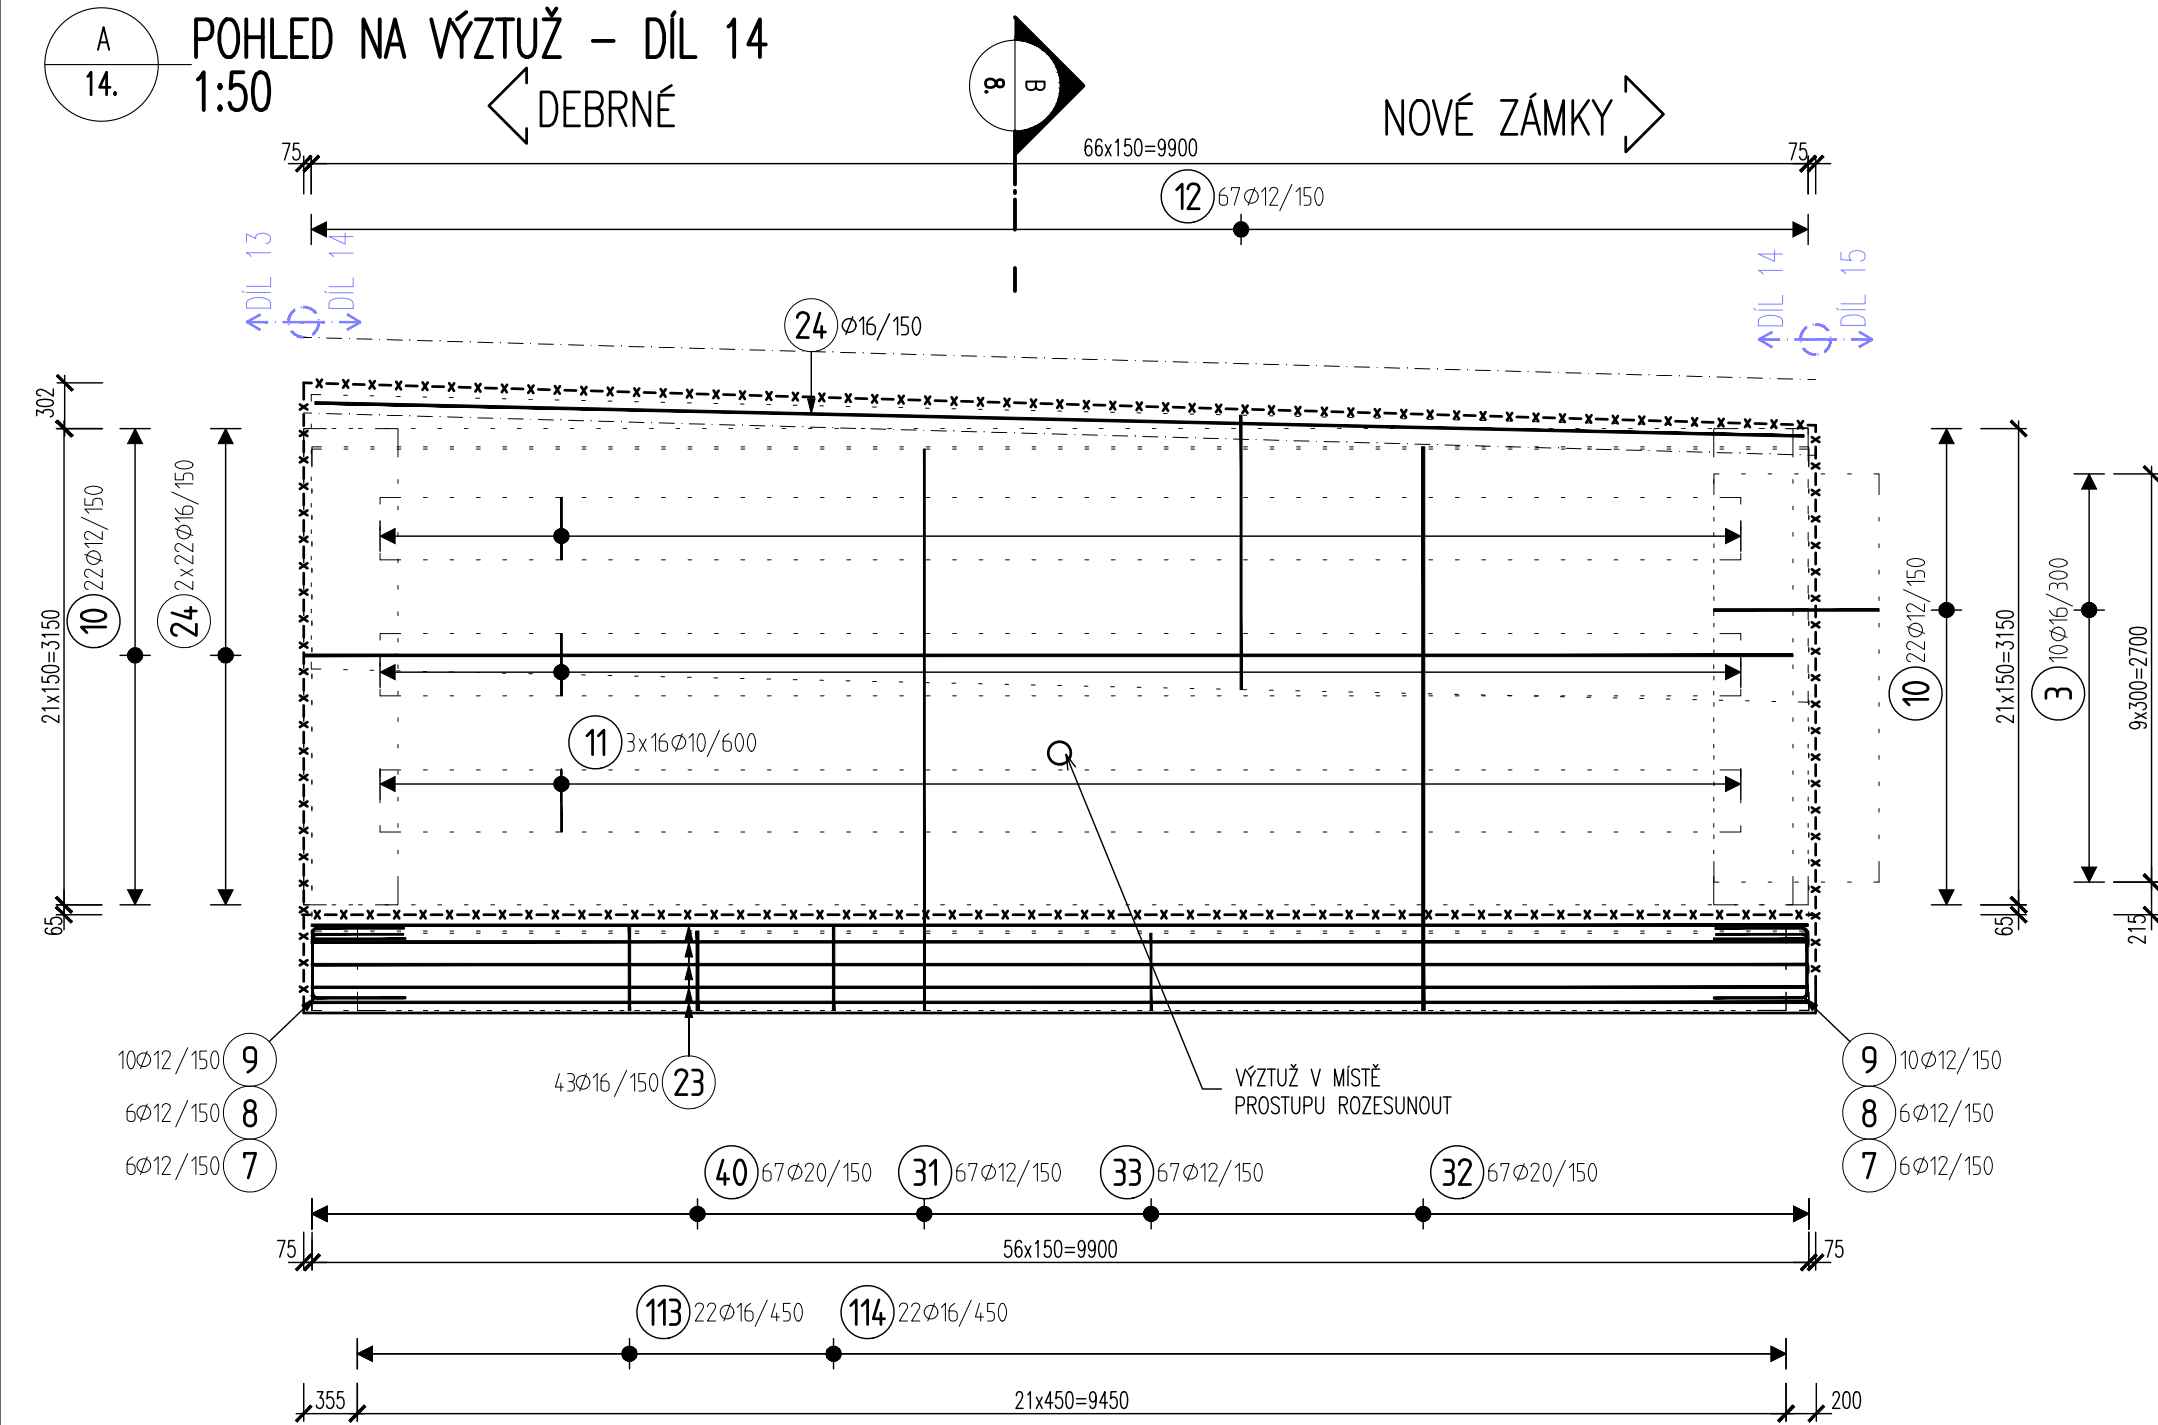 A
14.
POHLED NA VÝZTUŽ – DÍL 14
1:50
DEBRNÉ
B
8.
NOVÉ ZÁMKY
75
66x150=9900
75
12 67Ø12/150
DÍL 13
DÍL 14
DÍL 14
DÍL 15
24 Ø16/150
302
21x150=3150
65
10 22Ø12/150
24 2x22Ø16/150
11 3x16Ø10/600
10 22Ø12/150
21x150=3150
65
3 10Ø16/300
9x300=2700
215
10Ø12/150 9
6Ø12/150 8
6Ø12/150 7
43Ø16/150 23
VÝZTUŽ V MÍSTĚ
PROSTUPU ROZESUNOUT
9 10Ø12/150
8 6Ø12/150
7 6Ø12/150
40 67Ø20/150
31 67Ø12/150
33 67Ø12/150
32 67Ø20/150
75
56x150=9900
75
113 22Ø16/450
114 22Ø16/450
355
21x450=9450
200